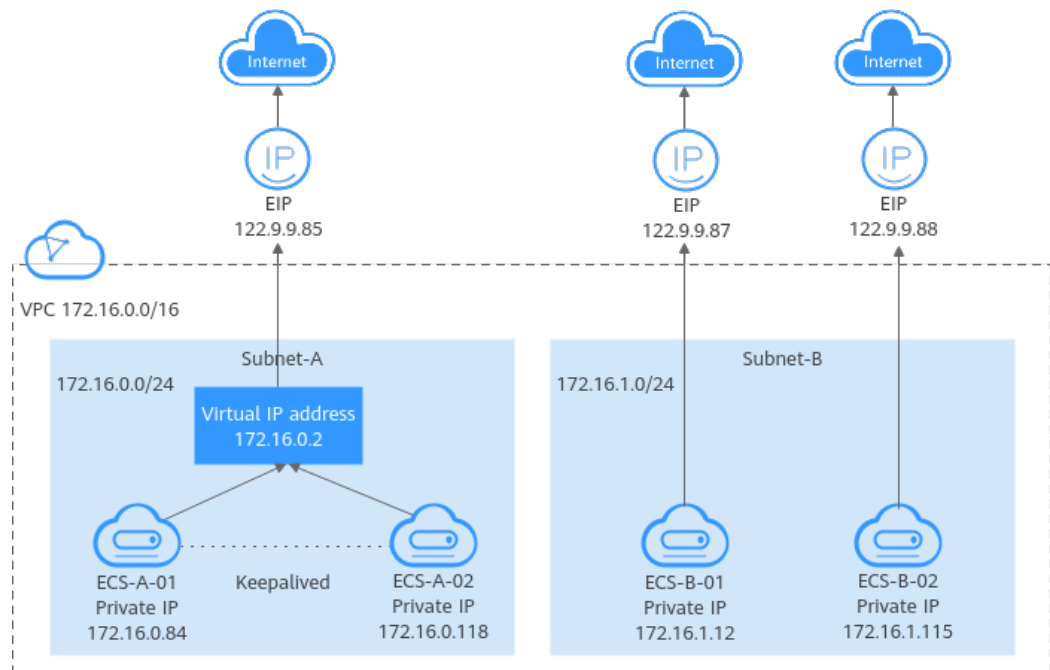 Internet
Internet
Internet
IP
IP
IP
EIP
122.9.9.85
EIP
122.9.9.87
EIP
122.9.9.88
VPC 172.16.0.0/16
Subnet-A
172.16.0.0/24
Virtual IP address
172.16.0.2
ECS-A-01
Private IP
172.16.0.84
Keepalived
ECS-A-02
Private IP
172.16.0.118
Subnet-B
172.16.1.0/24
ECS-B-01
Private IP
172.16.1.12
ECS-B-02
Private IP
172.16.1.115